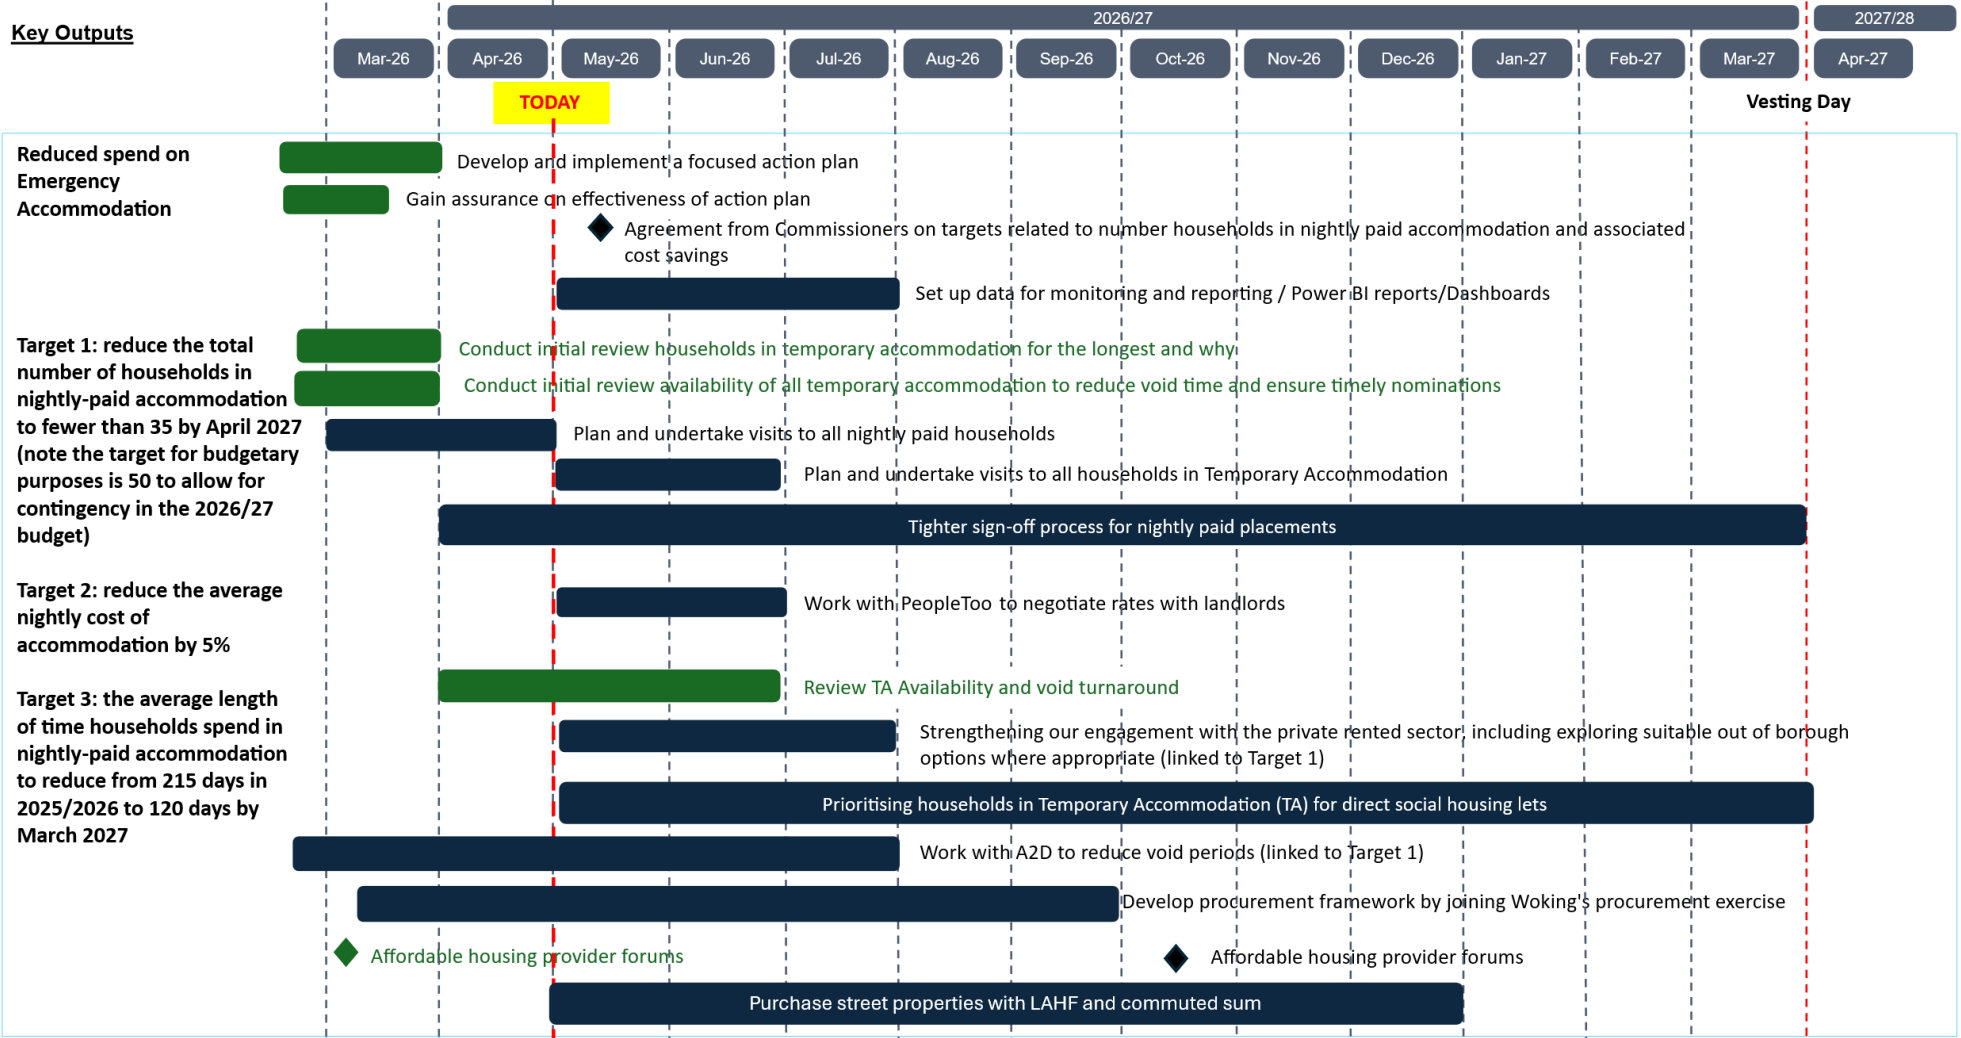 Key Outputs
2026/27
2027/28
Mar-26
Apr-26
May-26
Jun-26
Jul-26
Aug-26
Sep-26
Oct-26
Nov-26
Dec-26
Jan-27
Feb-27
Mar-27
Apr-27
TODAY
Vesting Day
Reduced spend on
Emergency
Accommodation
Develop and implement a focused action plan
Gain assurance on effectiveness of action plan
Agreement from Commissioners on targets related to number households in nightly paid accommodation and associated
cost savings
Set up data for monitoring and reporting / Power BI reports/Dashboards
Target 1: reduce the total
number of households in
nightly-paid accommodation
to fewer than 35 by April 2027
(note the target for budgetary
purposes is 50 to allow for
contingency in the 2026/27
budget)
Conduct initial review households in temporary accommodation for the longest and why
Conduct initial review availability of all temporary accommodation to reduce void time and ensure timely nominations
Plan and undertake visits to all nightly paid households
Plan and undertake visits to all households in Temporary Accommodation
Tighter sign-off process for nightly paid placements
Target 2: reduce the average
nightly cost of
accommodation by 5%
Work with PeopleToo to negotiate rates with landlords
Target 3: the average length
of time households spend in
nightly-paid accommodation
to reduce from 215 days in
2025/2026 to 120 days by
March 2027
Review TA Availability and void turnaround
Strengthening our engagement with the private rented sector, including exploring suitable out of borough
options where appropriate (linked to Target 1)
Prioritising households in Temporary Accommodation (TA) for direct social housing lets
Work with A2D to reduce void periods (linked to Target 1)
Develop procurement framework by joining Woking's procurement exercise
Affordable housing provider forums
Affordable housing provider forums
Purchase street properties with LAHF and commuted sum